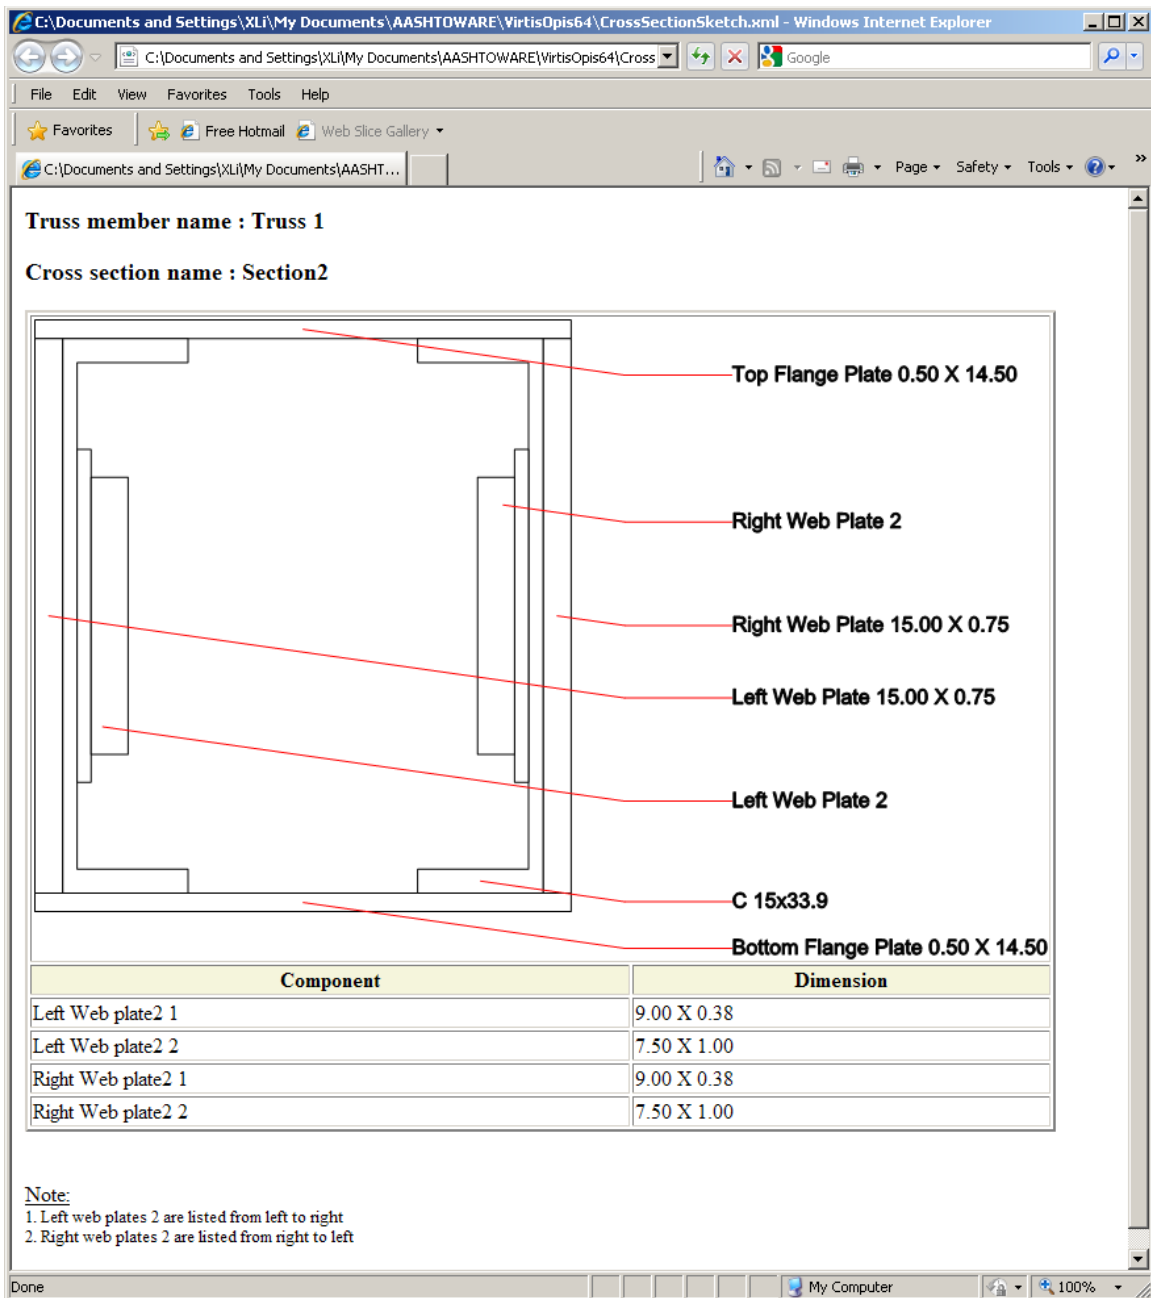 C:\Documents and Settings\XLi\My Documents\AASHTOWARE\VirtisOpis64\CrossSectionSketch.xml - Windows Internet Explorer
C:\Documents and Settings\XLi\My Documents\AASHTOWARE\VirtisOpis64\Cross Google
File Edit View Favorites Tools Help
Favorites Free Hotmail Web Slice Gallery
C:\Documents and Settings\XLi\My Documents\AASHT... Page Safety Tools »
Truss member name : Truss 1
Cross section name : Section2
Top Flange Plate 0.50 X 14.50
Right Web Plate 2
Right Web Plate 15.00 X 0.75
Left Web Plate 15.00 X 0.75
Left Web Plate 2
C 15x33.9
Bottom Flange Plate 0.50 X 14.50
Component Dimension
Left Web plate2 1 9.00 X 0.38
Left Web plate2 2 7.50 X 1.00
Right Web plate2 1 9.00 X 0.38
Right Web plate2 2 7.50 X 1.00
Note:
1. Left web plates 2 are listed from left to right
2. Right web plates 2 are listed from right to left
Done My Computer 100%